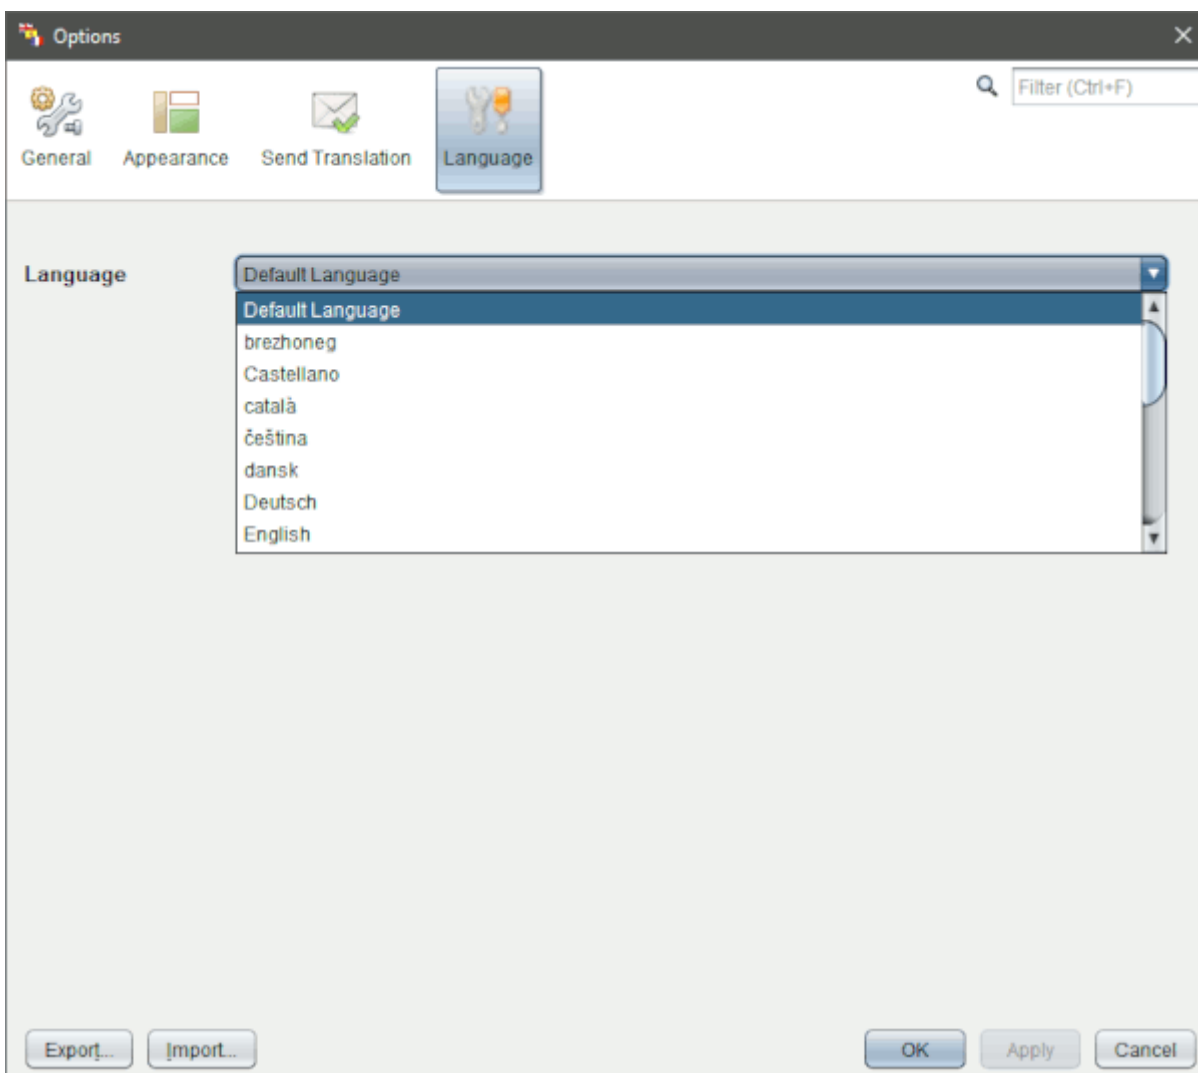 Options
Filter (Ctrl+F)
General Appearance Send Translation Language
Language Default Language
Default Language
brezhoneg
Castellano
català
čeština
dansk
Deutsch
English
Export... Import... OK Apply Cancel